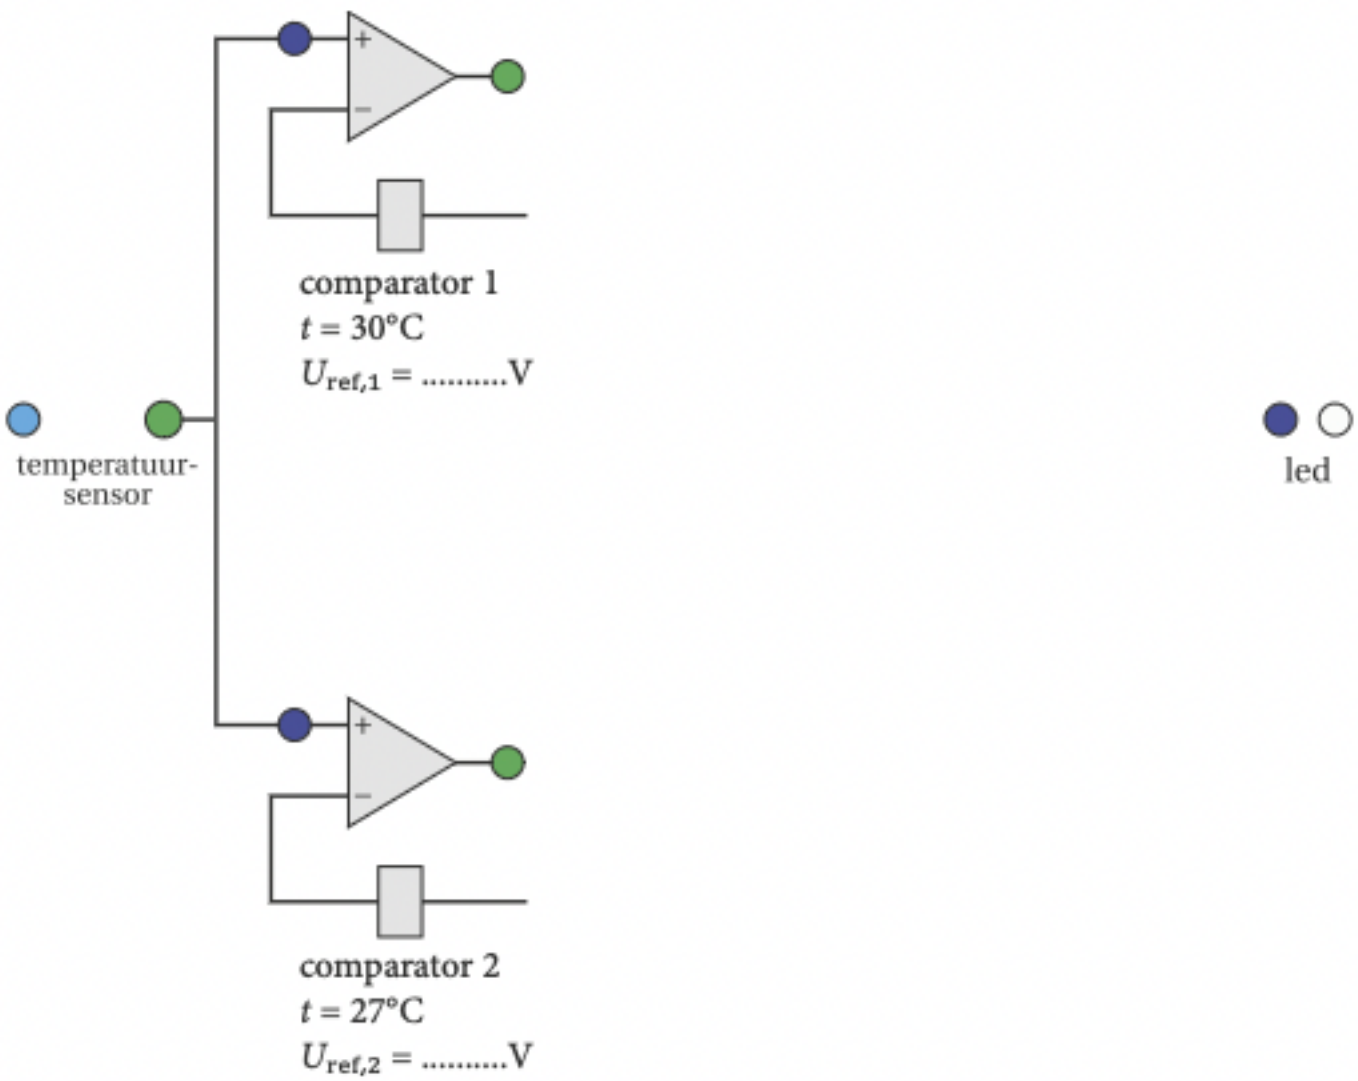 +
−
comparator 1
t = 30°C
Uref,1 = ..........V
temperatuur-
sensor
led
+
−
comparator 2
t = 27°C
Uref,2 = ..........V